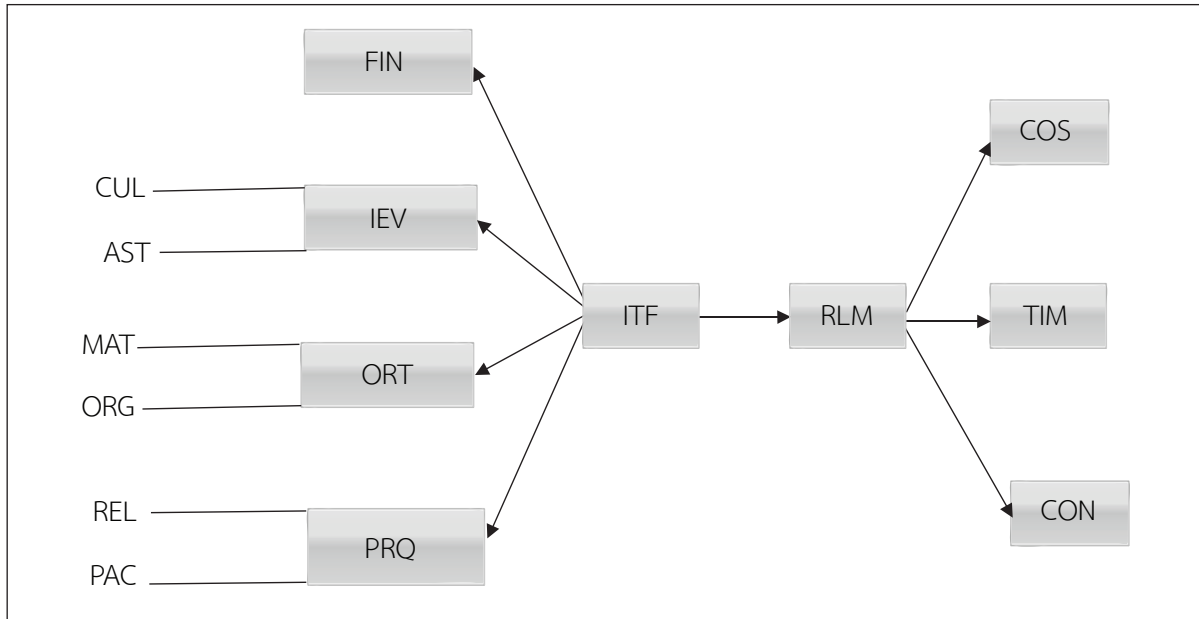 FIN
COS
CUL
IEV
AST
ITF
RLM
TIM
MAT
ORT
ORG
REL
CON
PRQ
PAC